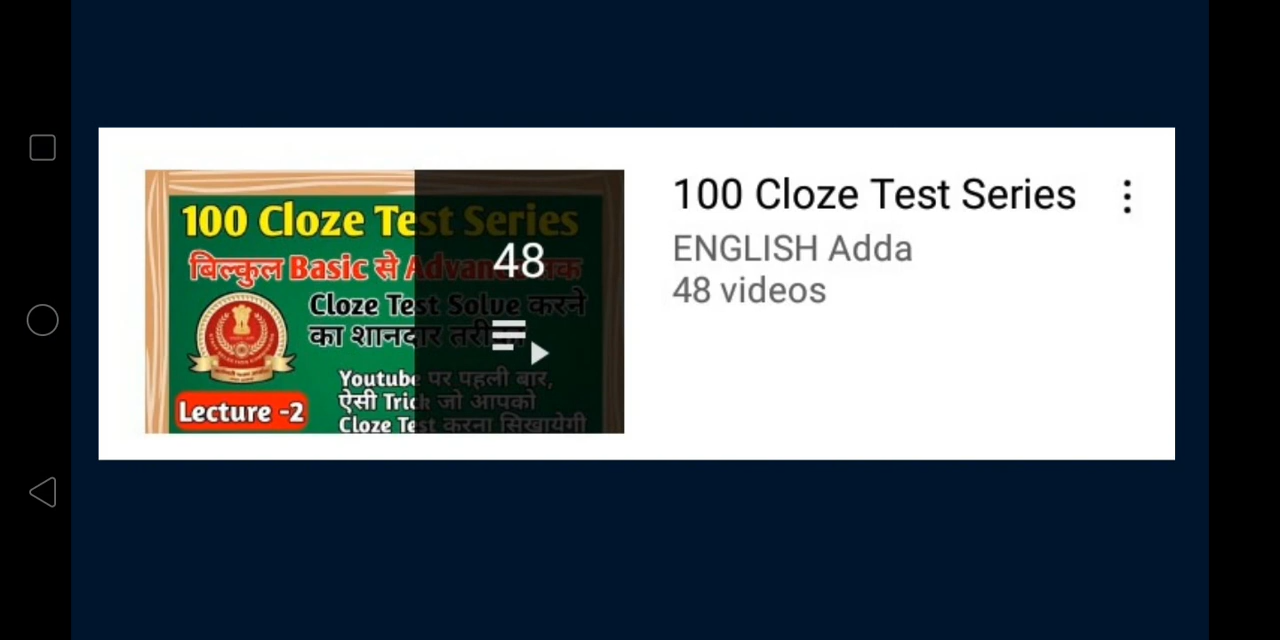 100 Cloze Test Series
बिल्कुल Basic से Advance तक
Cloze Test Solve करने
का शानदार तरीका
Youtube पर पहली बार,
ऐसी Trick जो आपको
Cloze Test करना सिखायेगी
Lecture -2
48
100 Cloze Test Series
ENGLISH Adda
48 videos